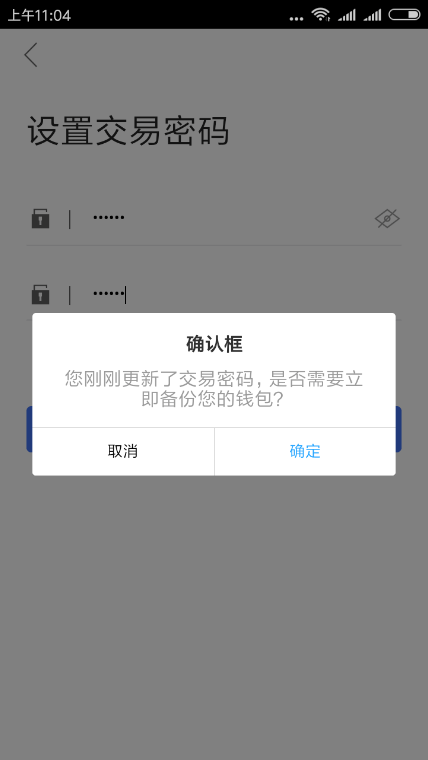 上午11:04
设置交易密码
••••••
••••••
确认框
您刚刚更新了交易密码，是否需要立
即备份您的钱包？
取消
确定